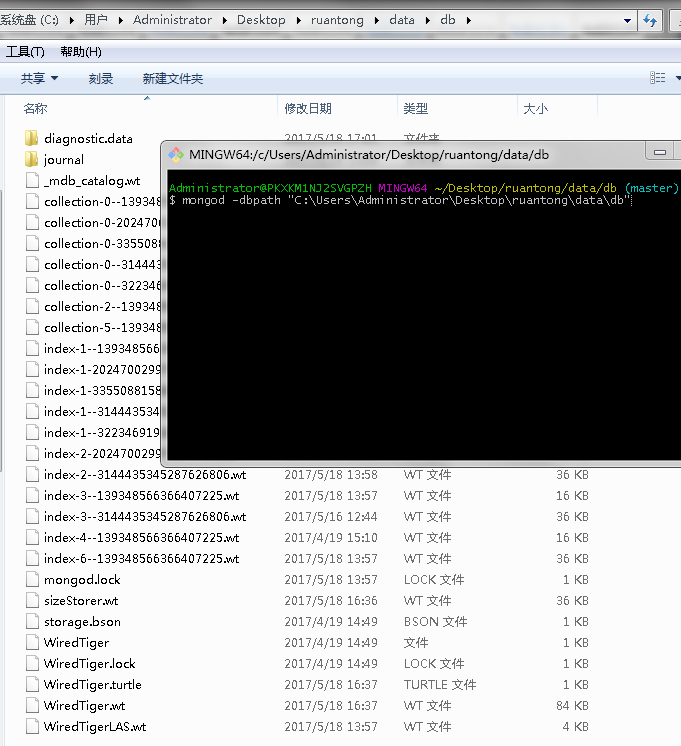 系统盘 (C:) ▸ 用户 ▸ Administrator ▸ Desktop ▸ ruantong ▸ data ▸ db ▸
工具(T) 帮助(H)
共享 刻录 新建文件夹
名称 修改日期 类型 大小
diagnostic.data 2017/5/18 17:01 文件夹
journal
_mdb_catalog.wt
collection-0--139348
collection-0-202470
collection-0-3355088
collection-0--314443
collection-0--322346
collection-2--139348
collection-5--139348
index-1--139348566
index-1-2024700299
index-1-3355088158
index-1--314443534
index-1--322346919
index-2-2024700299
MINGW64:/c/Users/Administrator/Desktop/ruantong/data/db
Administrator@PKXKM1NJ2SVGPZH MINGW64 ~/Desktop/ruantong/data/db (master)
$ mongod -dbpath "C:\Users\Administrator\Desktop\ruantong\data\db"
index-2--3144435345287626806.wt 2017/5/18 13:58 WT 文件 36 KB
index-3--139348566366407225.wt 2017/5/18 13:57 WT 文件 16 KB
index-3--3144435345287626806.wt 2017/5/16 12:44 WT 文件 36 KB
index-4--139348566366407225.wt 2017/4/19 15:10 WT 文件 16 KB
index-6--139348566366407225.wt 2017/5/18 13:57 WT 文件 36 KB
mongod.lock 2017/5/18 13:57 LOCK 文件 1 KB
sizeStorer.wt 2017/5/18 16:36 WT 文件 36 KB
storage.bson 2017/4/19 14:49 BSON 文件 1 KB
WiredTiger 2017/4/19 14:49 文件 1 KB
WiredTiger.lock 2017/4/19 14:49 LOCK 文件 1 KB
WiredTiger.turtle 2017/5/18 16:37 TURTLE 文件 1 KB
WiredTiger.wt 2017/5/18 16:37 WT 文件 84 KB
WiredTigerLAS.wt 2017/5/18 13:57 WT 文件 4 KB